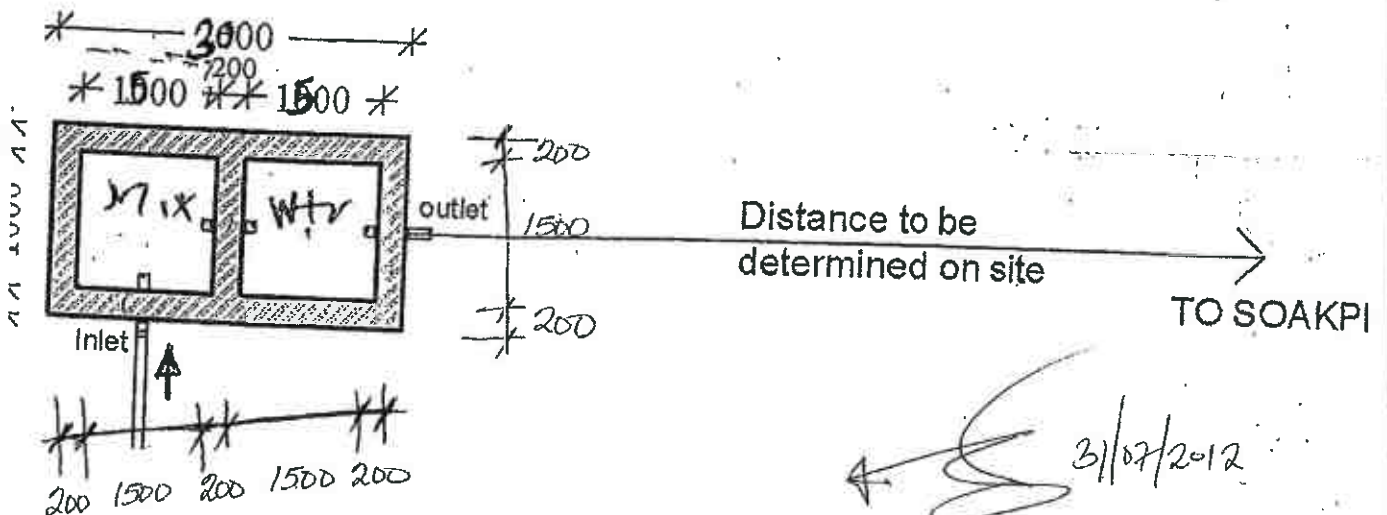 3000
200
1500 1500
Mix Wtr
outlet
200
1500
200
Distance to be
determined on site
TO SOAKPI
Inlet
200 1500 200 1500 200
31/07/2012